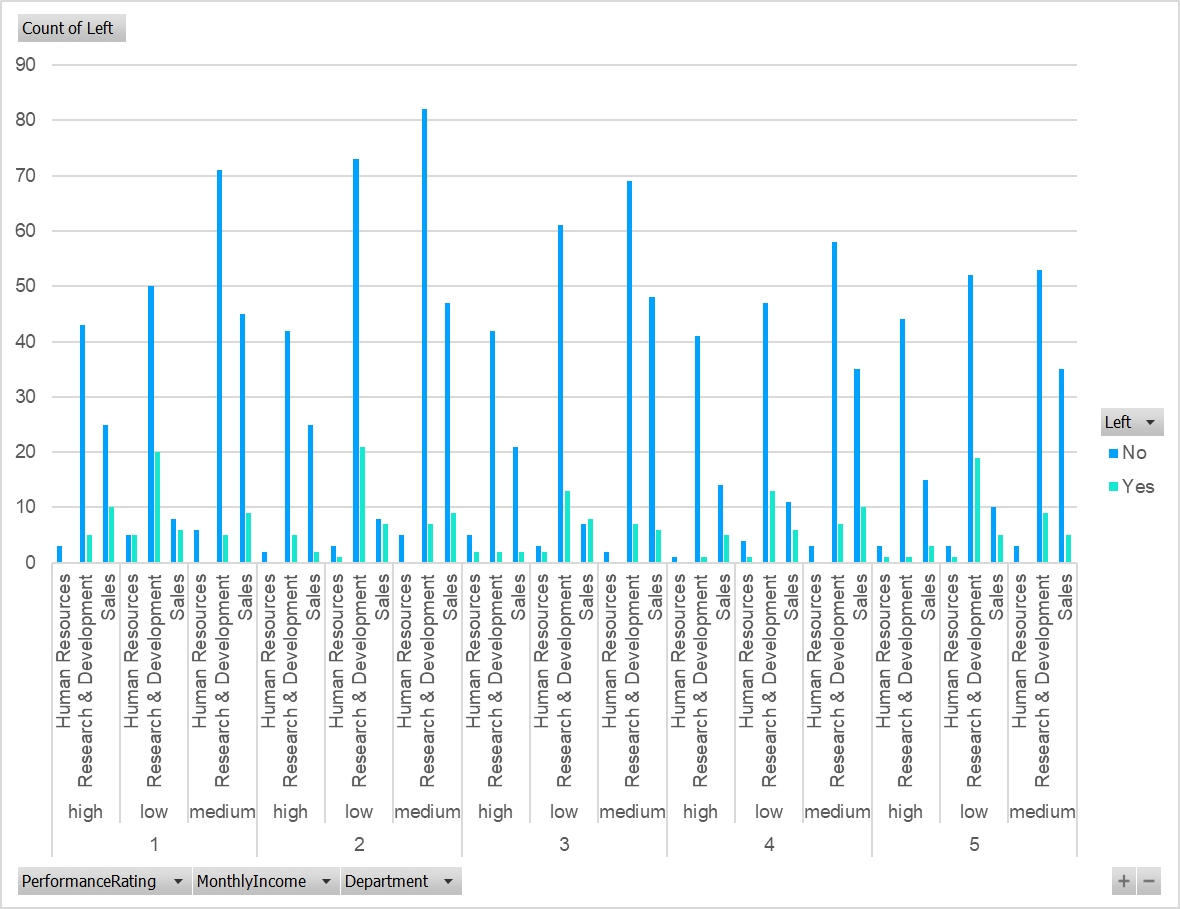 Count of Left
90
80
70
60
50
40
30
20
10
0
Left
No
Yes
Human Resources
Research & Development
Sales
Human Resources
Research & Development
Sales
Human Resources
Research & Development
Sales
Human Resources
Research & Development
Sales
Human Resources
Research & Development
Sales
Human Resources
Research & Development
Sales
Human Resources
Research & Development
Sales
Human Resources
Research & Development
Sales
Human Resources
Research & Development
Sales
Human Resources
Research & Development
Sales
Human Resources
Research & Development
Sales
Human Resources
Research & Development
Sales
Human Resources
Research & Development
Sales
Human Resources
Research & Development
Sales
Human Resources
Research & Development
Sales
high low medium high low medium high low medium high low medium high low medium
1 2 3 4 5
PerformanceRating MonthlyIncome Department + −